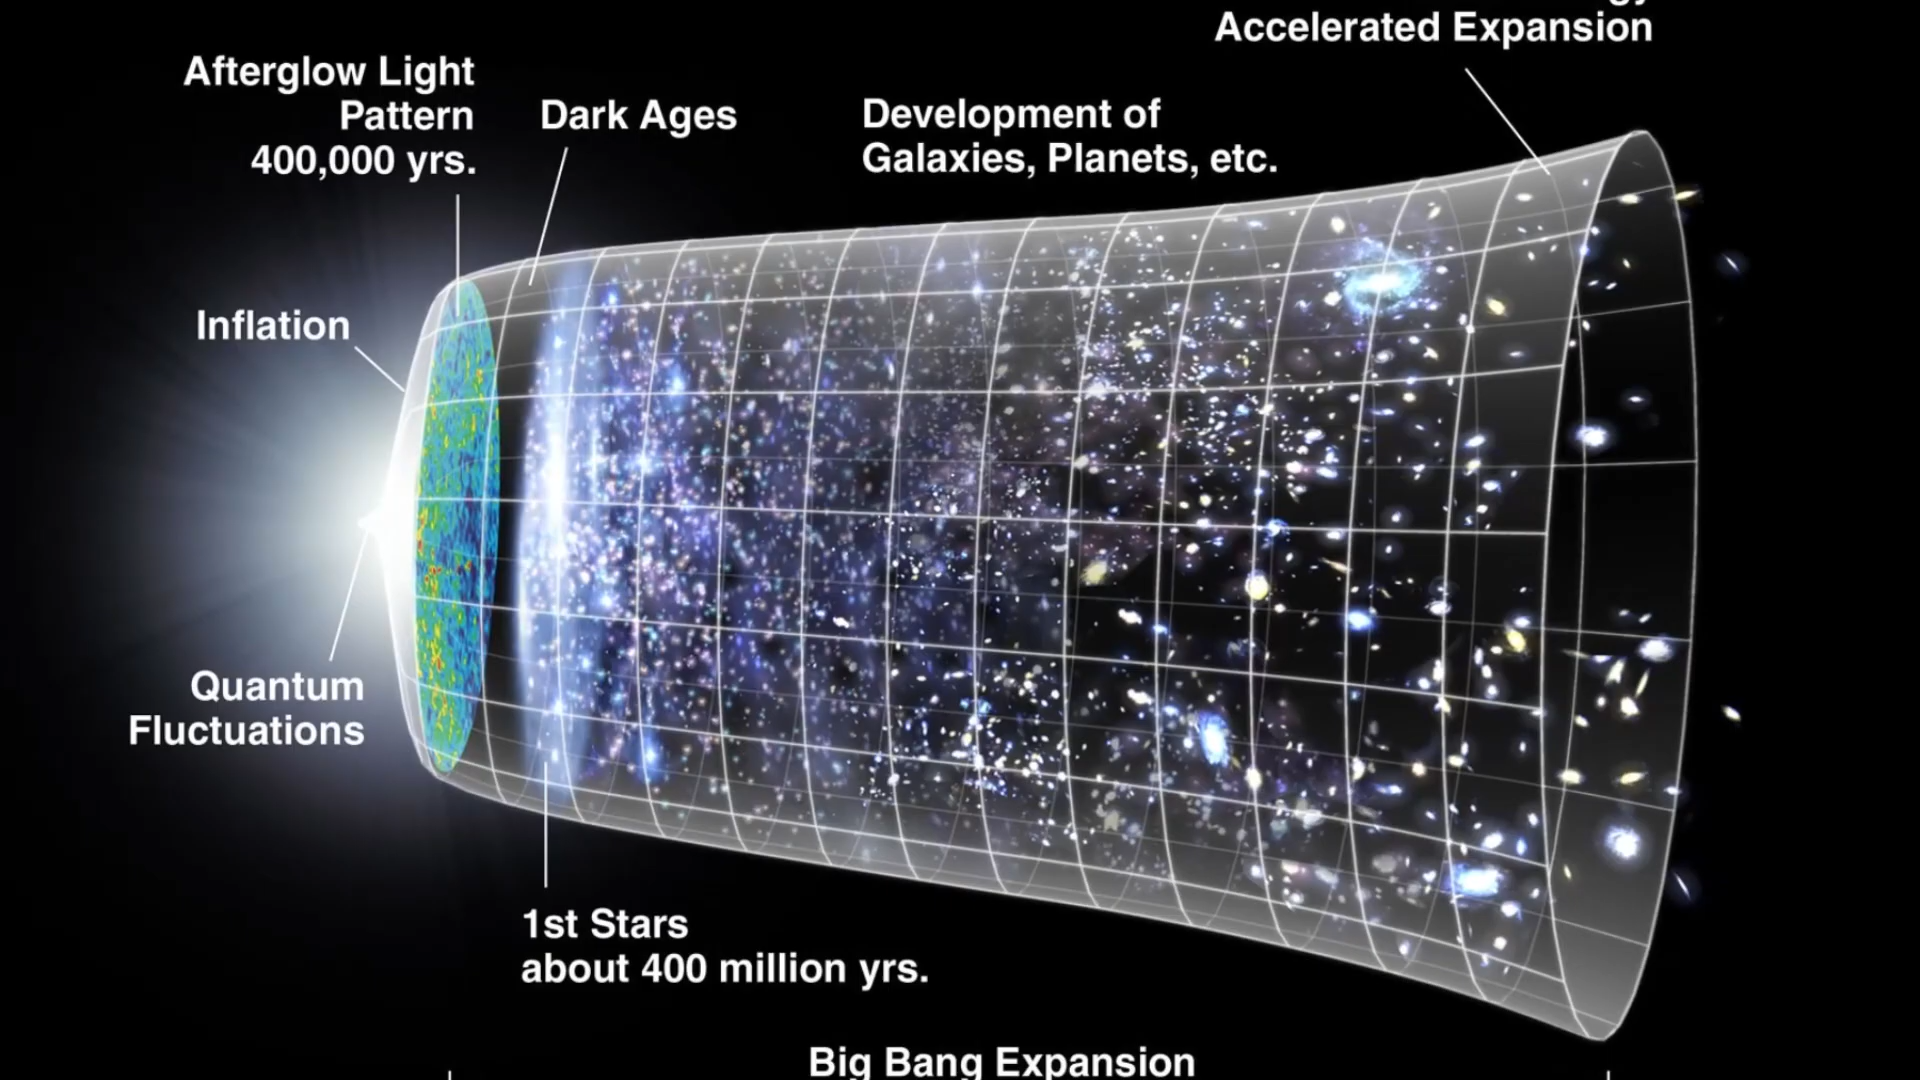 Accelerated Expansion
Afterglow Light
Pattern
400,000 yrs.
Dark Ages
Development of
Galaxies, Planets, etc.
Inflation
Quantum
Fluctuations
1st Stars
about 400 million yrs.
Big Bang Expansion